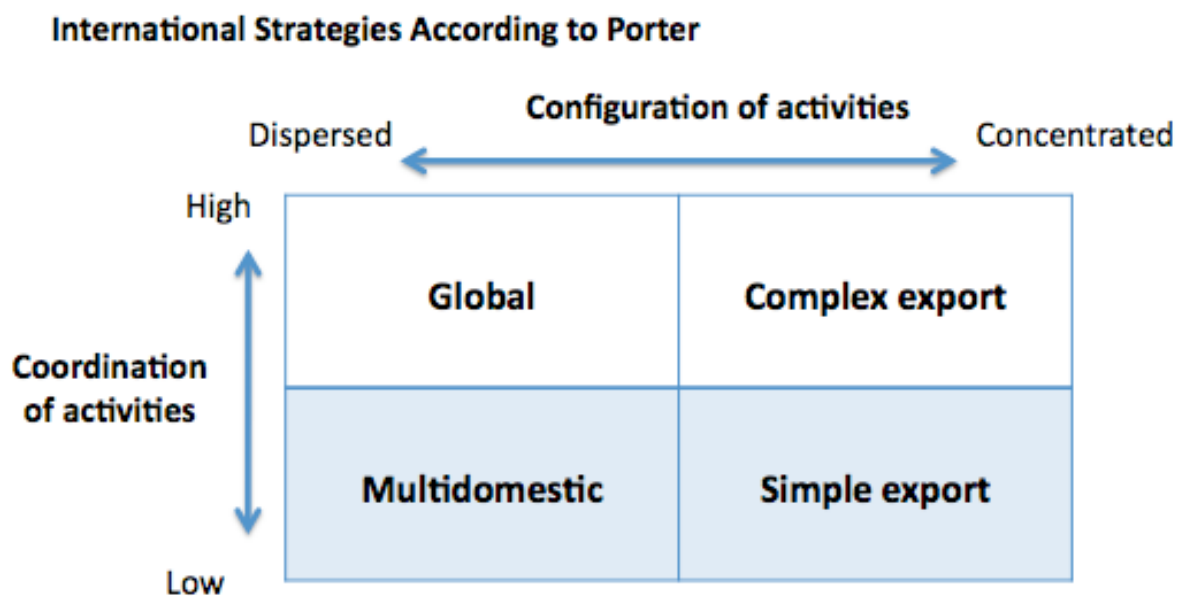 International Strategies According to Porter
Configuration of activities
Dispersed
Concentrated
High
Global
Complex export
Coordination
of activities
Multidomestic
Simple export
Low